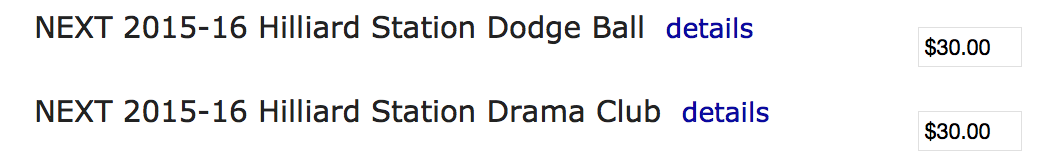 NEXT 2015-16 Hilliard Station Dodge Ball details
$30.00
NEXT 2015-16 Hilliard Station Drama Club details
$30.00